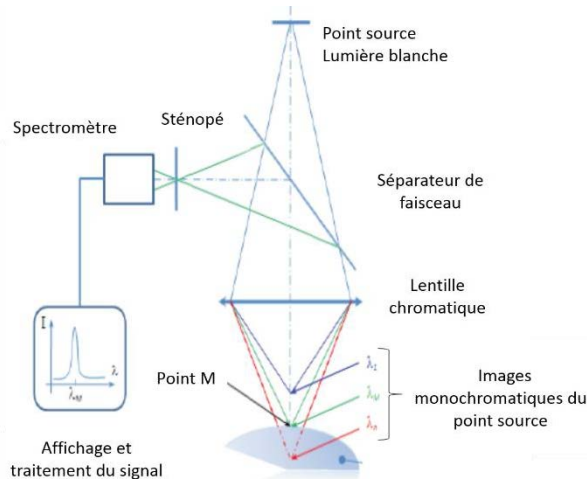 Point source
Lumière blanche
Sténopé
Spectromètre
Séparateur de
faisceau
Lentille
chromatique
I
λ
λM
Point M
λ1
λM
λn
Images
monochromatiques du
point source
Affichage et
traitement du signal